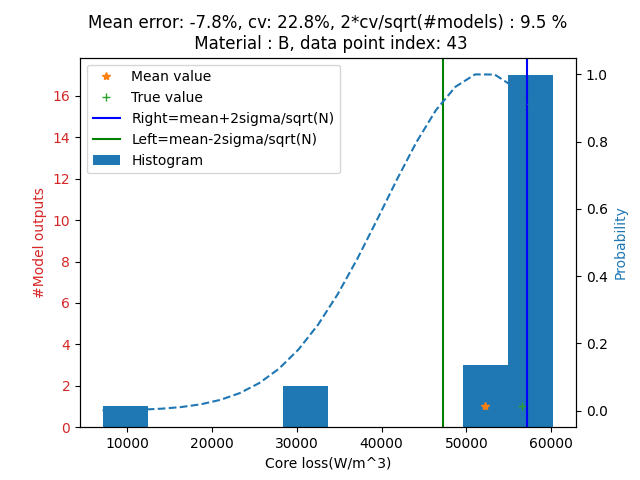 Mean error: -7.8%, cv: 22.8%, 2*cv/sqrt(#models) : 9.5 %
Material : B, data point index: 43
Mean value
True value
Right=mean+2sigma/sqrt(N)
Left=mean-2sigma/sqrt(N)
Histogram
#Model outputs
16
14
12
10
8
6
4
2
0
1.0
0.8
0.6
0.4
0.2
0.0
Probability
10000 20000 30000 40000 50000 60000
Core loss(W/m^3)